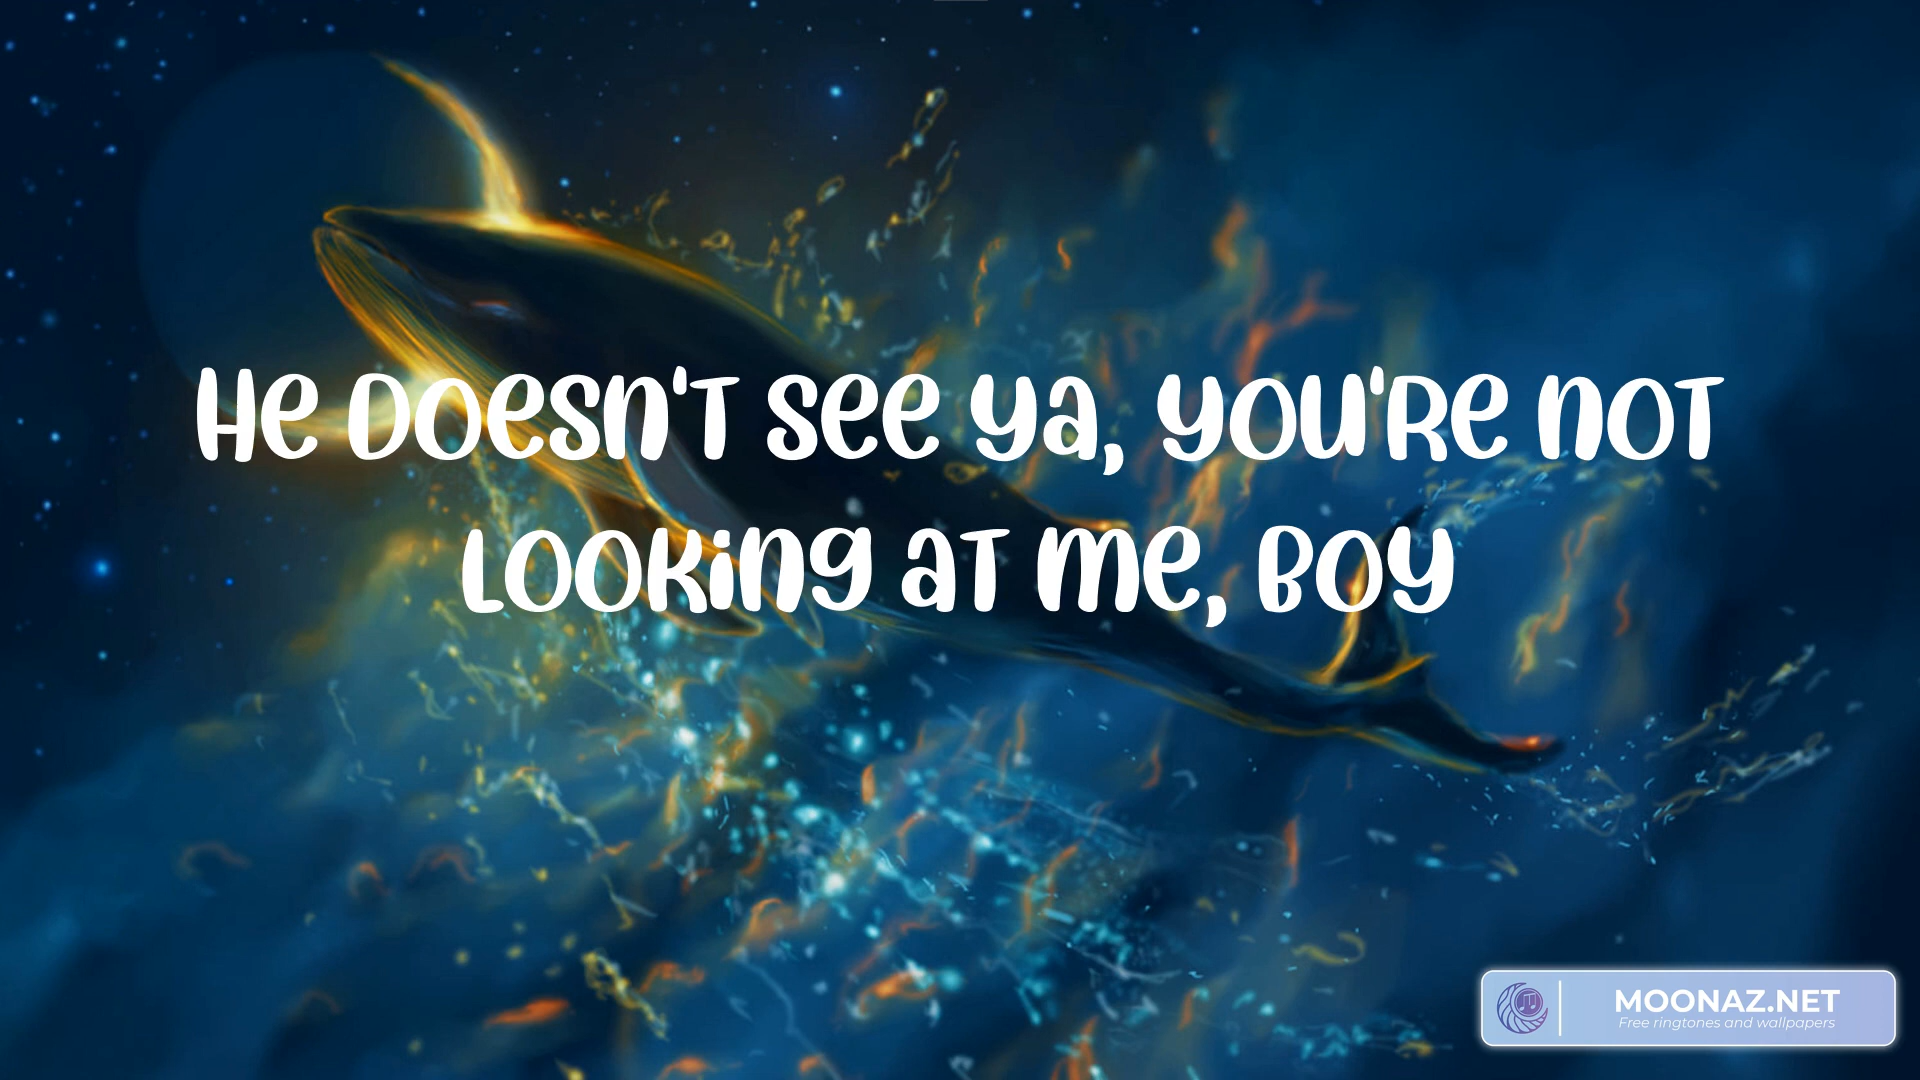 He Doesn't see ya, you're not
Looking at me, Boy
MOONAZ.NET
Free ringtones and wallpapers